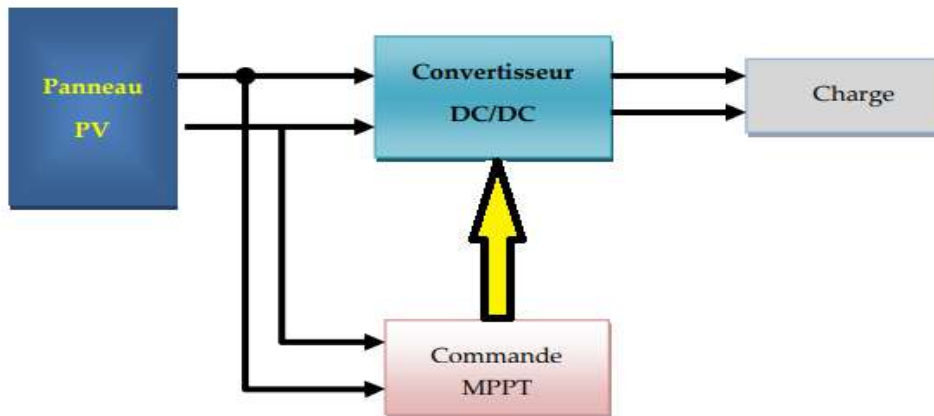 Panneau
PV
Convertisseur
DC/DC
Charge
Commande
MPPT